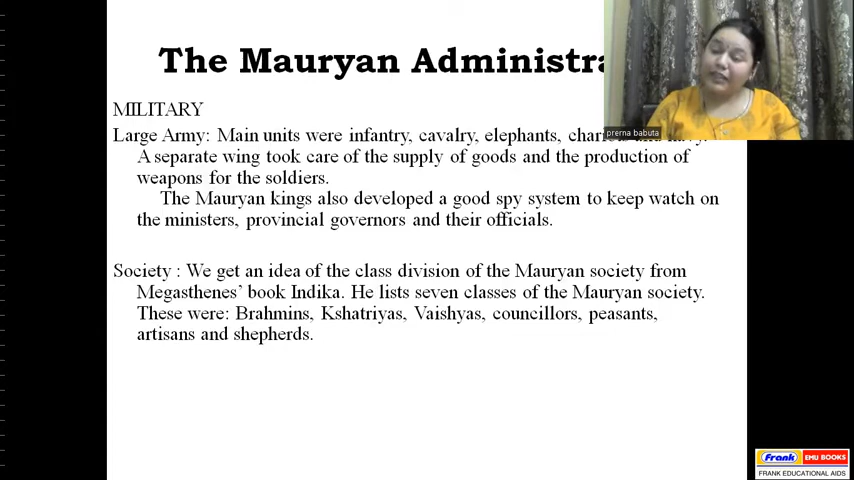 The Mauryan Administra
MILITARY
Large Army: Main units were infantry, cavalry, elephants,
A separate wing took care of the supply of goods and the production of
weapons for the soldiers.
The Mauryan kings also developed a good spy system to keep watch on
the ministers, provincial governors and their officials.
Society : We get an idea of the class division of the Mauryan society from
Megasthenes' book Indika. He lists seven classes of the Mauryan society.
These were: Brahmins, Kshatriyas, Vaishyas, councillors, peasants,
artisans and shepherds.
prerna babuta
Frank EMU BOOKS
FRANK EDUCATIONAL AIDS